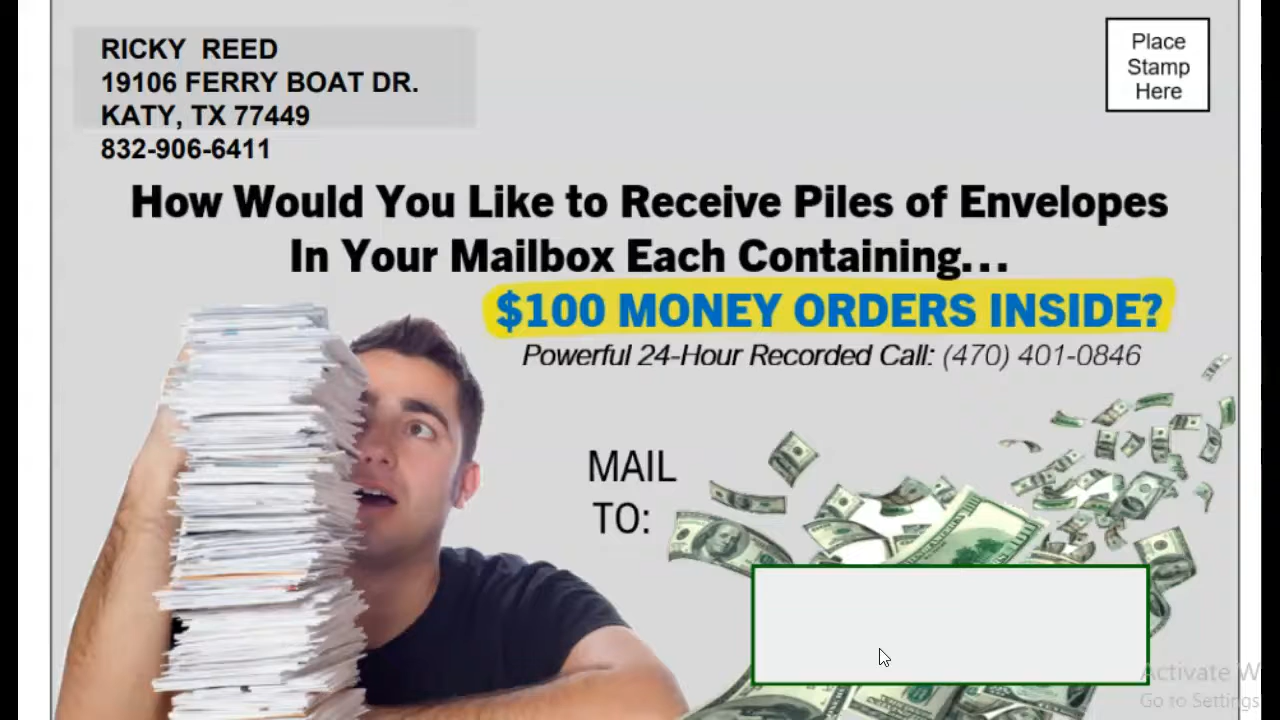 RICKY REED
19106 FERRY BOAT DR.
KATY, TX 77449
832-906-6411
Place
Stamp
Here
How Would You Like to Receive Piles of Envelopes
In Your Mailbox Each Containing...
$100 MONEY ORDERS INSIDE?
Powerful 24-Hour Recorded Call: (470) 401-0846
MAIL
TO:
Activate W
Go to Settings